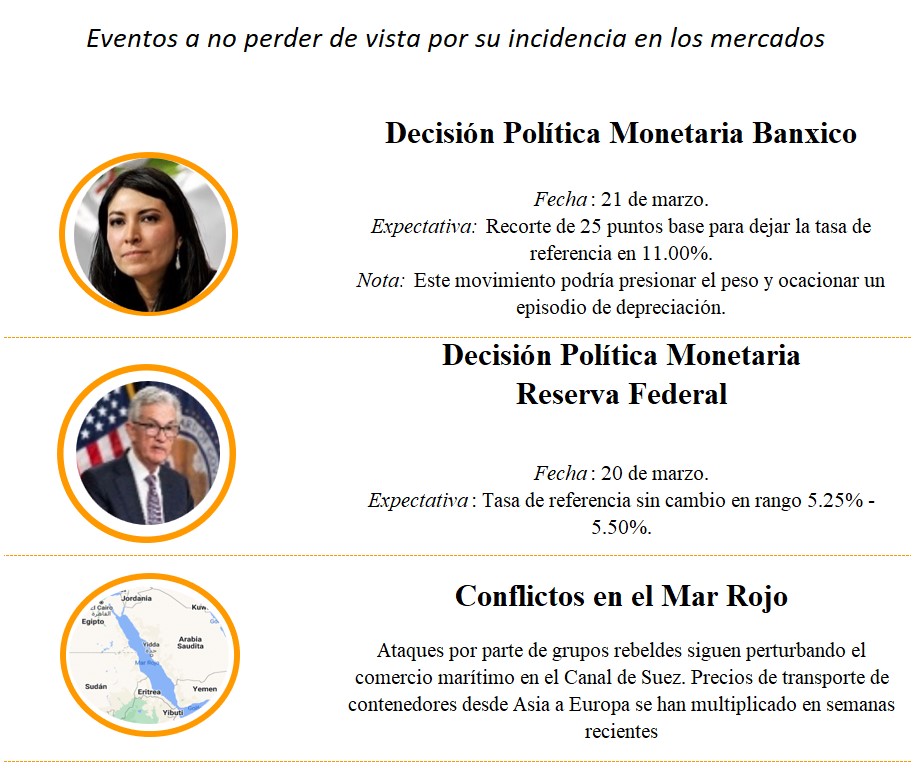 Eventos a no perder de vista por su incidencia en los mercados
Decisión Política Monetaria Banxico
Fecha: 21 de marzo.
Expectativa: Recorte de 25 puntos base para dejar la tasa de
referencia en 11.00%.
Nota: Este movimiento podría presionar el peso y ocacionar un
episodio de depreciación.
Decisión Política Monetaria
Reserva Federal
Fecha: 20 de marzo.
Expectativa: Tasa de referencia sin cambio en rango 5.25% -
5.50%.
Jordania
El Cairo
القاهرة
Kuw
Egipto
Arabia
Saudita
Yidda
جدة
Mar Rojo
Sudán
Eritrea
Yemen
Yibuti
Conflictos en el Mar Rojo
Ataques por parte de grupos rebeldes siguen perturbando el
comercio marítimo en el Canal de Suez. Precios de transporte de
contenedores desde Asia a Europa se han multiplicado en semanas
recientes